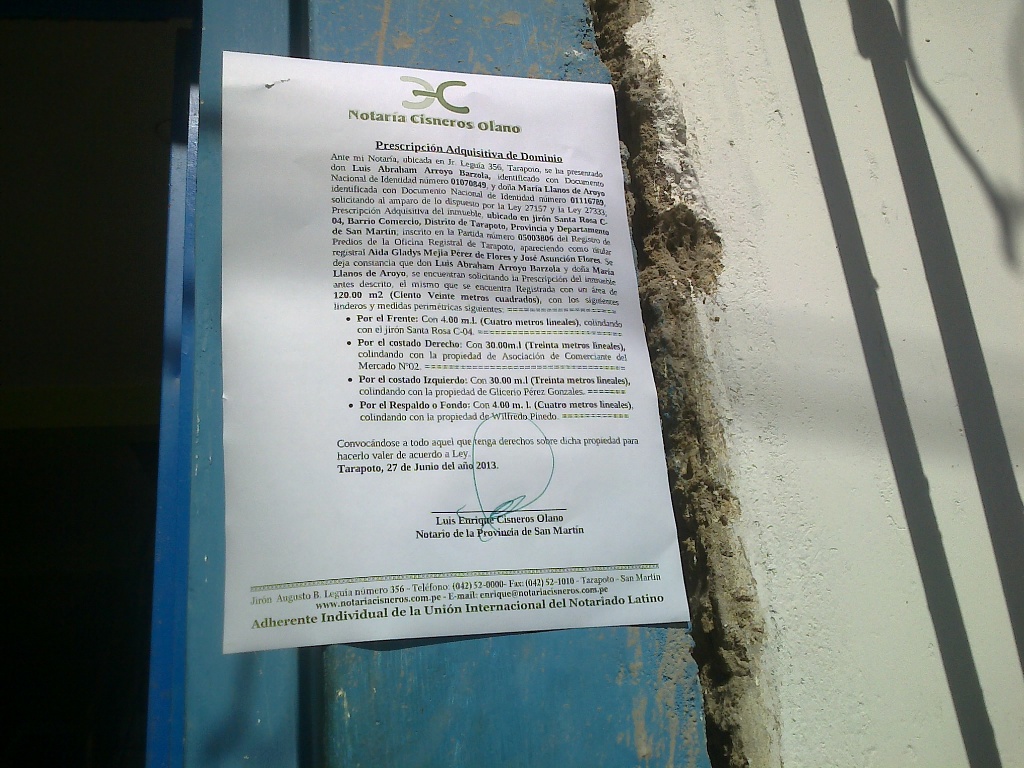 Notaría Cisneros Olano
Prescripción Adquisitiva de Dominio
Ante mi Notaría, ubicada en Jr. Leguía 356, Tarapoto, se ha presentado
don Luis Abraham Arroyo Barzola, identificado con Documento
Nacional de Identidad número 01070849, y doña María Llanos de Aroyo
identificada con Documento Nacional de Identidad número 01116789,
solicitando al amparo de lo dispuesto por la Ley 27157 y la Ley 27333,
Prescripción Adquisitiva del inmueble, ubicado en jirón Santa Rosa C-
04, Barrio Comercio, Distrito de Tarapoto, Provincia y Departamento
de San Martín, inscrito en la Partida número 05003806 del Registro de
Predios de la Oficina Registral de Tarapoto, apareciendo como titular
registral Aida Gladys Mejía Pérez de Flores y José Asunción Flores. Se
deja constancia que don Luis Abraham Arroyo Barzola y doña María
Llanos de Aroyo, se encuentran solicitando la Prescripción del inmueble
antes descrito, el mismo que se encuentra Registrada con un área de
120.00 m2 (Ciento Veinte metros cuadrados), con los siguientes
linderos y medidas perimétricas siguientes: ====================
• Por el Frente: Con 4.00 m.l. (Cuatro metros lineales), colindando
con el jirón Santa Rosa C-04. ==========================
• Por el costado Derecho: Con 30.00m.l (Treinta metros lineales),
colindando con la propiedad de Asociación de Comerciante del
Mercado N°02. ====================================
• Por el costado Izquierdo: Con 30.00 m.l (Treinta metros lineales),
colindando con la propiedad de Glicerio Pérez Gonzales. =======
• Por el Respaldo o Fondo: Con 4.00 m. l. (Cuatro metros lineales),
colindando con la propiedad de Wilfredo Pinedo. ============
Convocándose a todo aquel que tenga derechos sobre dicha propiedad para
hacerlo valer de acuerdo a Ley.
Tarapoto, 27 de Junio del año 2013.
Luis Enrique Cisneros Olano
Notario de la Provincia de San Martín
Jirón Augusto B. Leguía número 356 - Teléfono: (042) 52-0000- Fax: (042) 52-1010 - Tarapoto - San Martín
www.notariacisneros.com.pe - E-mail: enrique@notariacisneros.com.pe
Adherente Individual de la Unión Internacional del Notariado Latino